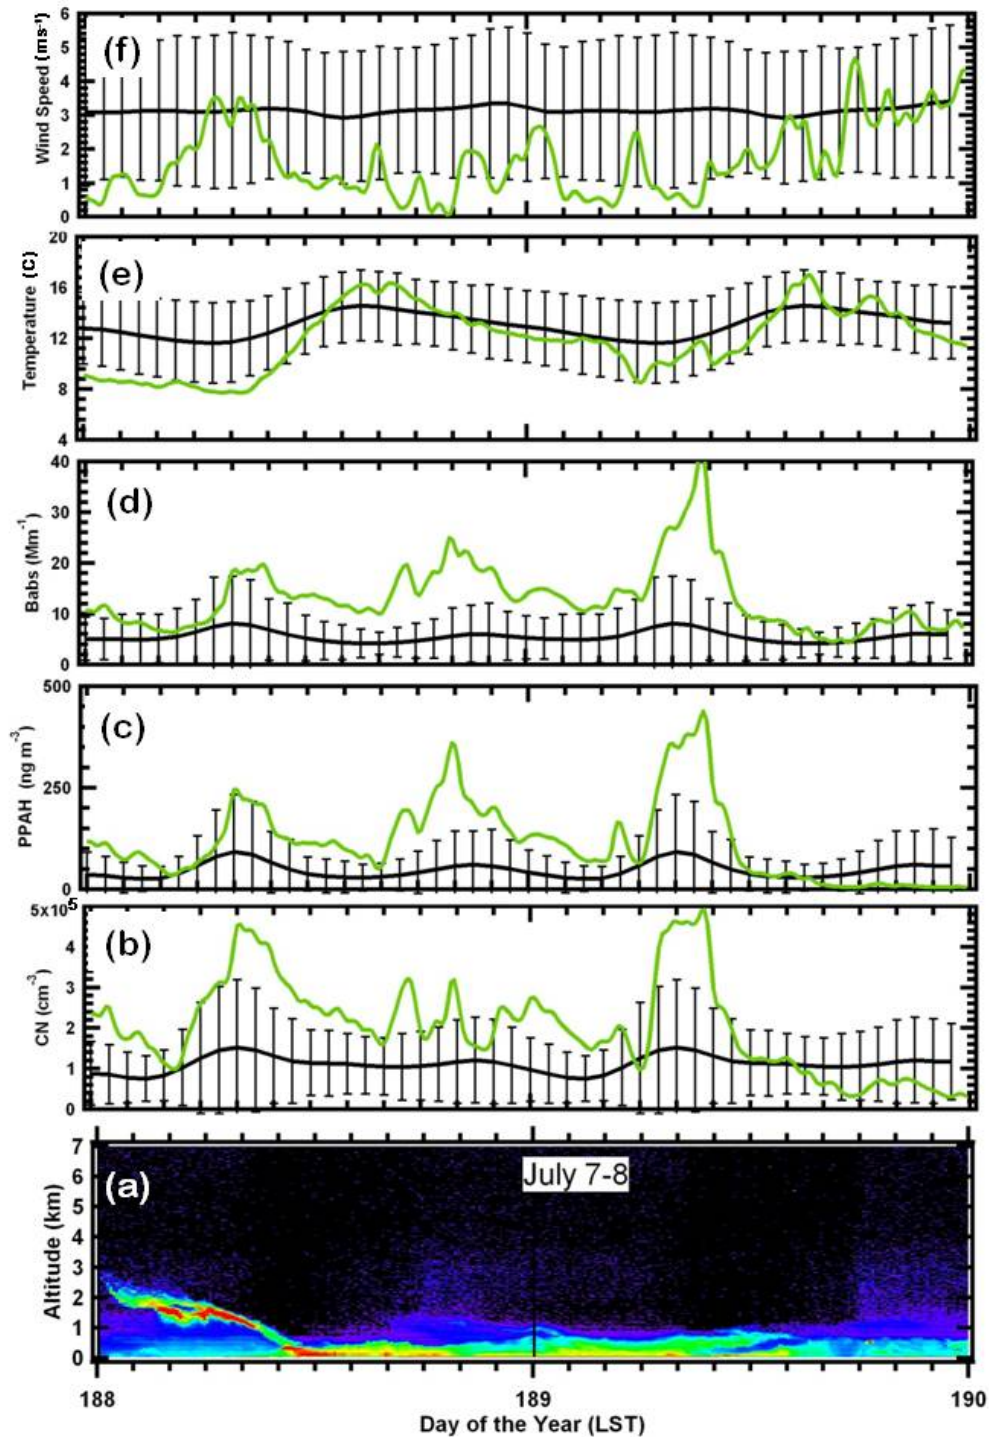 6
5
4
3
2
1
0
Wind Speed (ms⁻¹)
(f)
20
16
12
8
4
Temperature (C)
(e)
40
30
20
10
0
Babs (Mm⁻¹)
(d)
500
250
0
PPAH (ng m⁻³)
(c)
5x10⁵
4
3
2
1
0
CN (cm⁻³)
(b)
7
6
5
4
3
2
1
0
Altitude (km)
(a)
July 7-8
188
189
190
Day of the Year (LST)